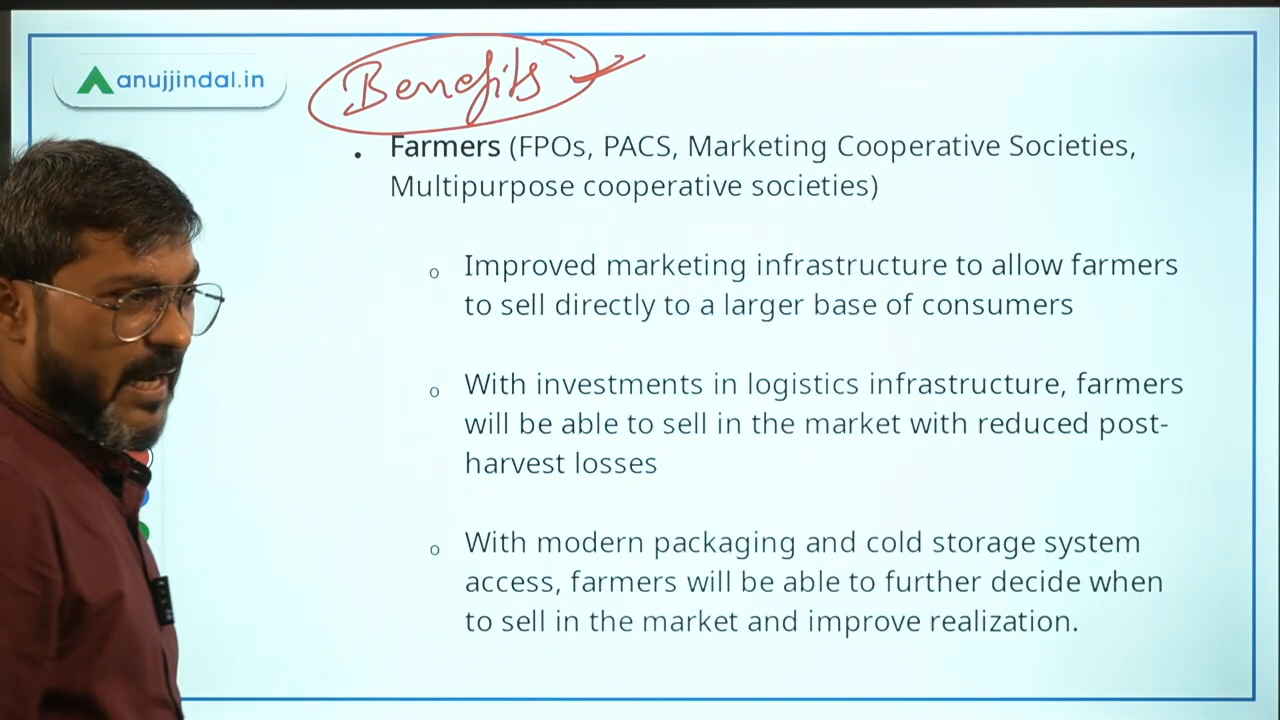 anujjindal.in
Benefits
• Farmers (FPOs, PACS, Marketing Cooperative Societies,
Multipurpose cooperative societies)
o Improved marketing infrastructure to allow farmers
to sell directly to a larger base of consumers
o With investments in logistics infrastructure, farmers
will be able to sell in the market with reduced post-
harvest losses
o With modern packaging and cold storage system
access, farmers will be able to further decide when
to sell in the market and improve realization.